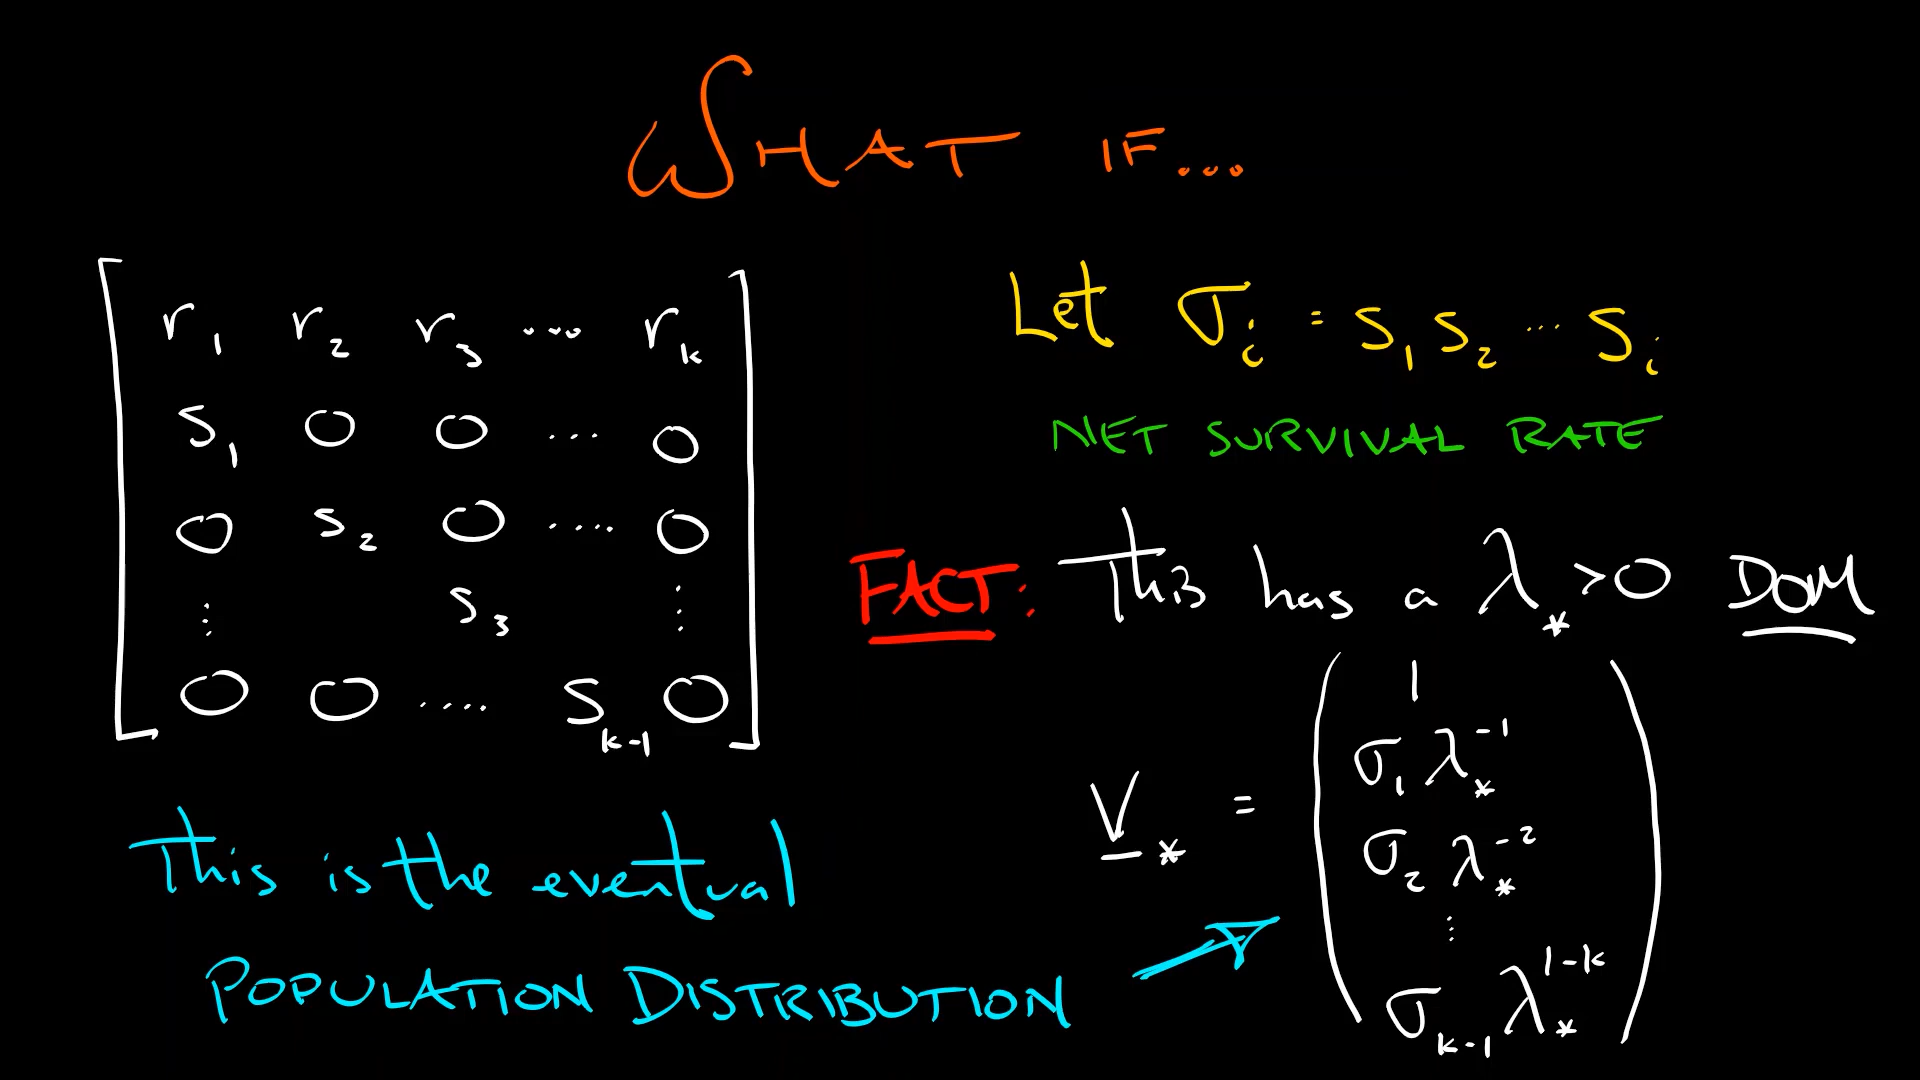 WHAT IF...
r₁ r₂ r₃ ... rₖ
s₁ 0 0 ... 0
0 s₂ 0 .... 0
⋮ s₃ ⋮
0 0 .... sₖ₋₁ 0
Let σᵢ = s₁ s₂ ... sᵢ
NET SURVIVAL RATE
FACT: This has a λ⁎ >0 DOM
V⁎ =
1
σ₁ λ⁎⁻¹
σ₂ λ⁎⁻²
⋮
σₖ₋₁ λ⁎¹⁻ᵏ
This is the eventual
POPULATION DISTRIBUTION